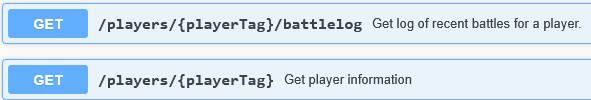 GET /players/{playerTag}/battlelog Get log of recent battles for a player.
GET /players/{playerTag} Get player information